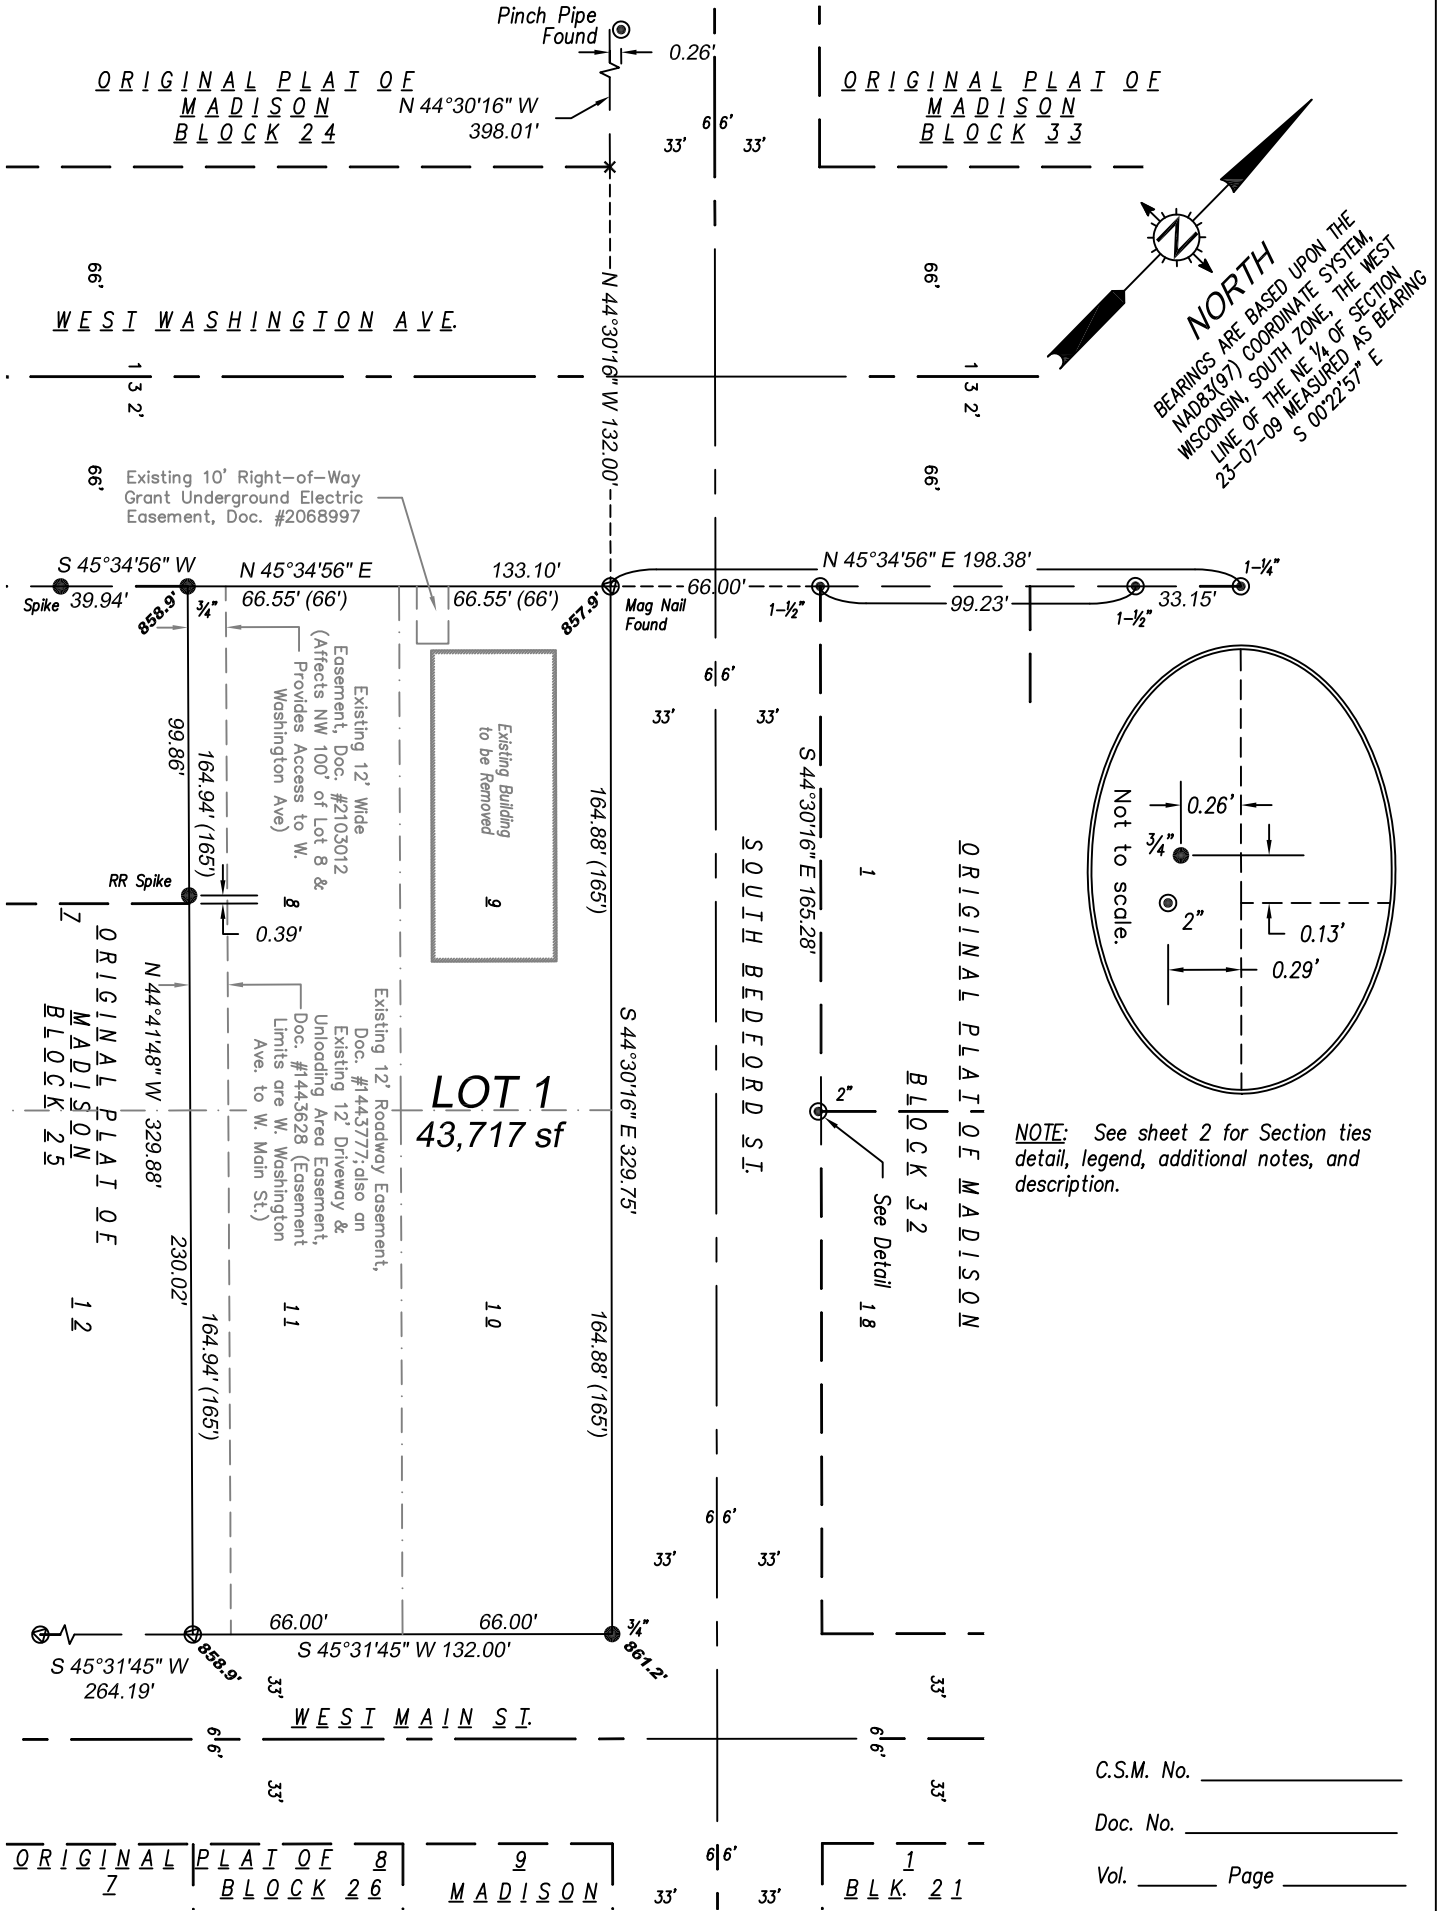 Pinch Pipe
Found
0.26'
ORIGINAL PLAT OF
MADISON
BLOCK 24
N 44°30'16" W
398.01'
66'
33'
33'
ORIGINAL PLAT OF
MADISON
BLOCK 33
NORTH
BEARINGS ARE BASED UPON THE
NAD83(97) COORDINATE SYSTEM,
WISCONSIN, SOUTH ZONE, THE WEST
LINE OF THE NE ¼ OF SECTION
23-07-09 MEASURED AS BEARING
S 00°22'57" E
N
66'
66'
WEST WASHINGTON AVE.
N 44°30'16" W 132.00'
132'
132'
66'
66'
Existing 10' Right-of-Way
Grant Underground Electric
Easement, Doc. #2068997
S 45°34'56" W
39.94'
Spike
858.9'
¾"
N 45°34'56" E
133.10'
66.55' (66')
66.55' (66')
857.9'
Mag Nail
Found
66.00'
N 45°34'56" E 198.38'
1-½"
99.23'
1-½"
33.15'
1-¼"
66'
33'
33'
Existing 12' Wide
Easement, Doc. #2103012
(Affects NW 100' of Lot 8 &
Provides Access to W.
Washington Ave)
Existing Building
to be Removed
99.86'
164.94' (165')
164.88' (165')
S 44°30'16" E 165.28'
SOUTH BEDFORD ST.
1
ORIGINAL PLAT OF MADISON
BLOCK 32
18
0.26'
¾"
2"
0.13'
0.29'
Not to scale.
RR Spike
0.39'
8
9
7
ORIGINAL PLAT OF
MADISON
BLOCK 25
12
N 44°41'48" W 329.88'
230.02'
164.94' (165')
Existing 12' Roadway Easement,
Doc. #1443777;also an
Existing 12' Driveway &
Unloading Area Easement,
Doc. #1443628 (Easement
Limits are W. Washington
Ave. to W. Main St.)
LOT 1
43,717 sf
S 44°30'16" E 329.75'
2"
See Detail
NOTE: See sheet 2 for Section ties
detail, legend, additional notes, and
description.
11
10
164.88' (165')
66'
33'
33'
66.00'
66.00'
S 45°31'45" W 132.00'
¾"
861.2'
858.9'
S 45°31'45" W
264.19'
33'
33'
WEST MAIN ST.
66'
66'
33'
33'
ORIGINAL PLAT OF
7
8
BLOCK 26
9
MADISON
66'
33'
33'
1
BLK. 21
C.S.M. No.
Doc. No.
Vol. Page